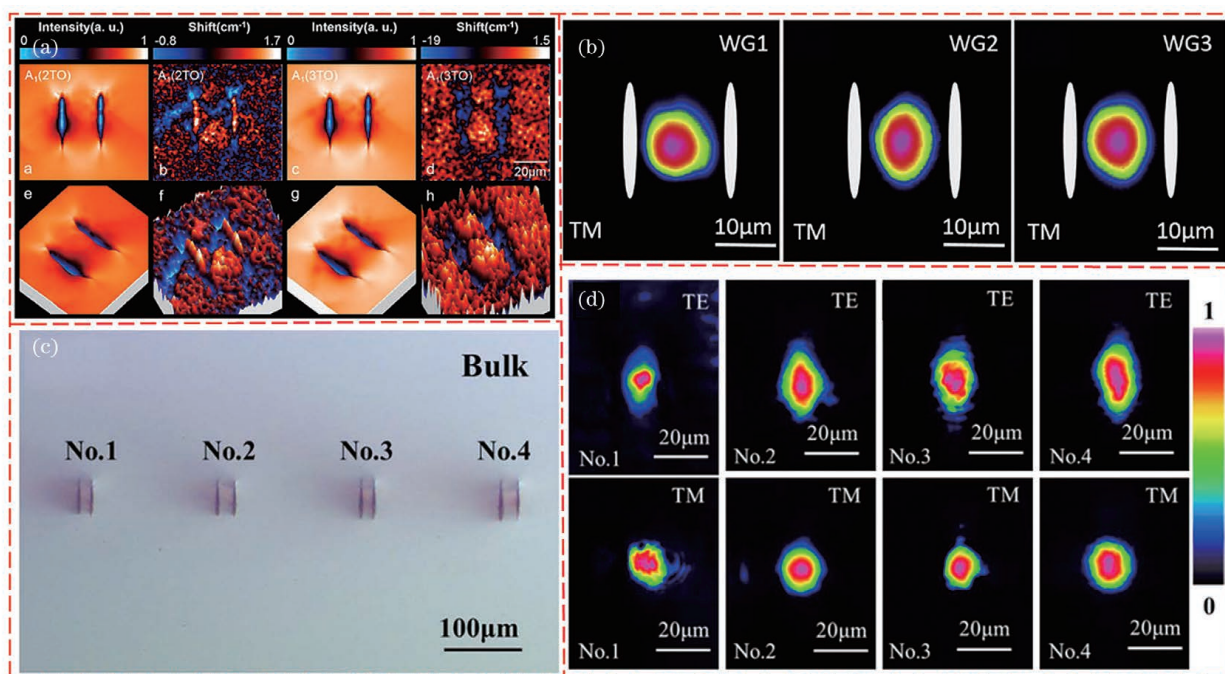 (a)
Intensity(a. u.) Shift(cm⁻¹) Intensity(a. u.) Shift(cm⁻¹)
0 1 -0.8 1.7 0 1 -19 1.5
A₁(2TO) A₁(2TO) A₁(3TO) A₁(3TO)
20μm
a b c d
e f g h
(b)
WG1 WG2 WG3
10μm 10μm 10μm
TM TM
(c)
Bulk
No.1 No.2 No.3 No.4
100μm
(d)
TE TE TE TE
20μm 20μm 20μm 20μm
No.1 No.2 No.3 No.4
TM TM TM TM
20μm 20μm 20μm 20μm
No.1 No.2 No.3 No.4
1
0